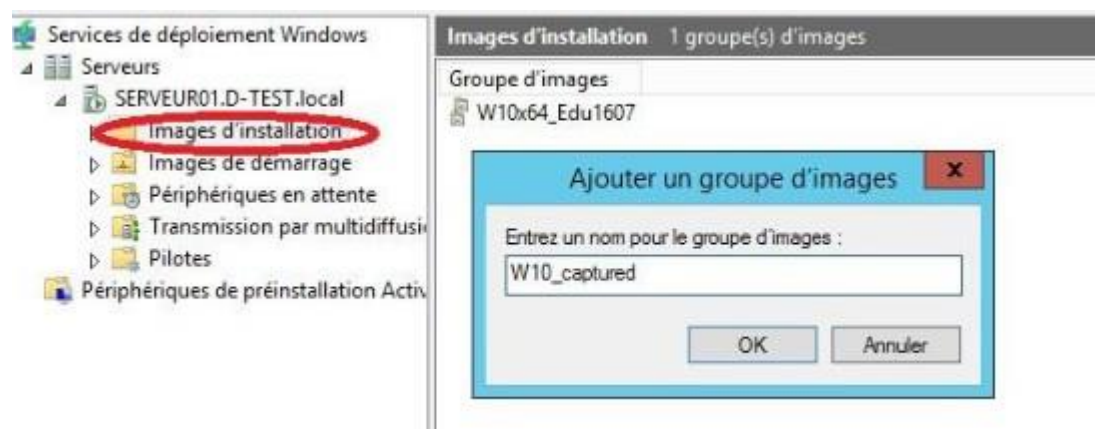 Services de déploiement Windows
Serveurs
SERVEUR01.D-TEST.local
Images d'installation
Images de démarrage
Périphériques en attente
Transmission par multidiffusi
Pilotes
Périphériques de préinstallation Activ
Images d'installation 1 groupe(s) d'images
Groupe d'images
W10x64_Edu1607
Ajouter un groupe d'images
x
Entrez un nom pour le groupe d'images :
W10_captured
OK Annuler